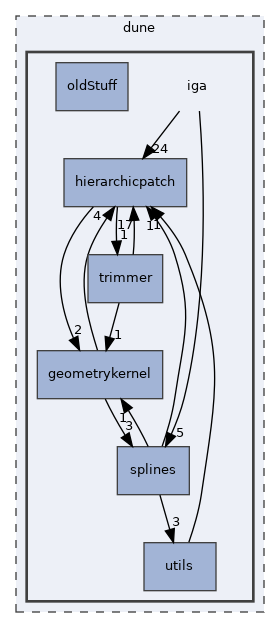 dune
oldStuff
iga
24
hierarchicpatch
4
17
1
11
trimmer
2
1
geometrykernel
1
3
5
splines
3
utils